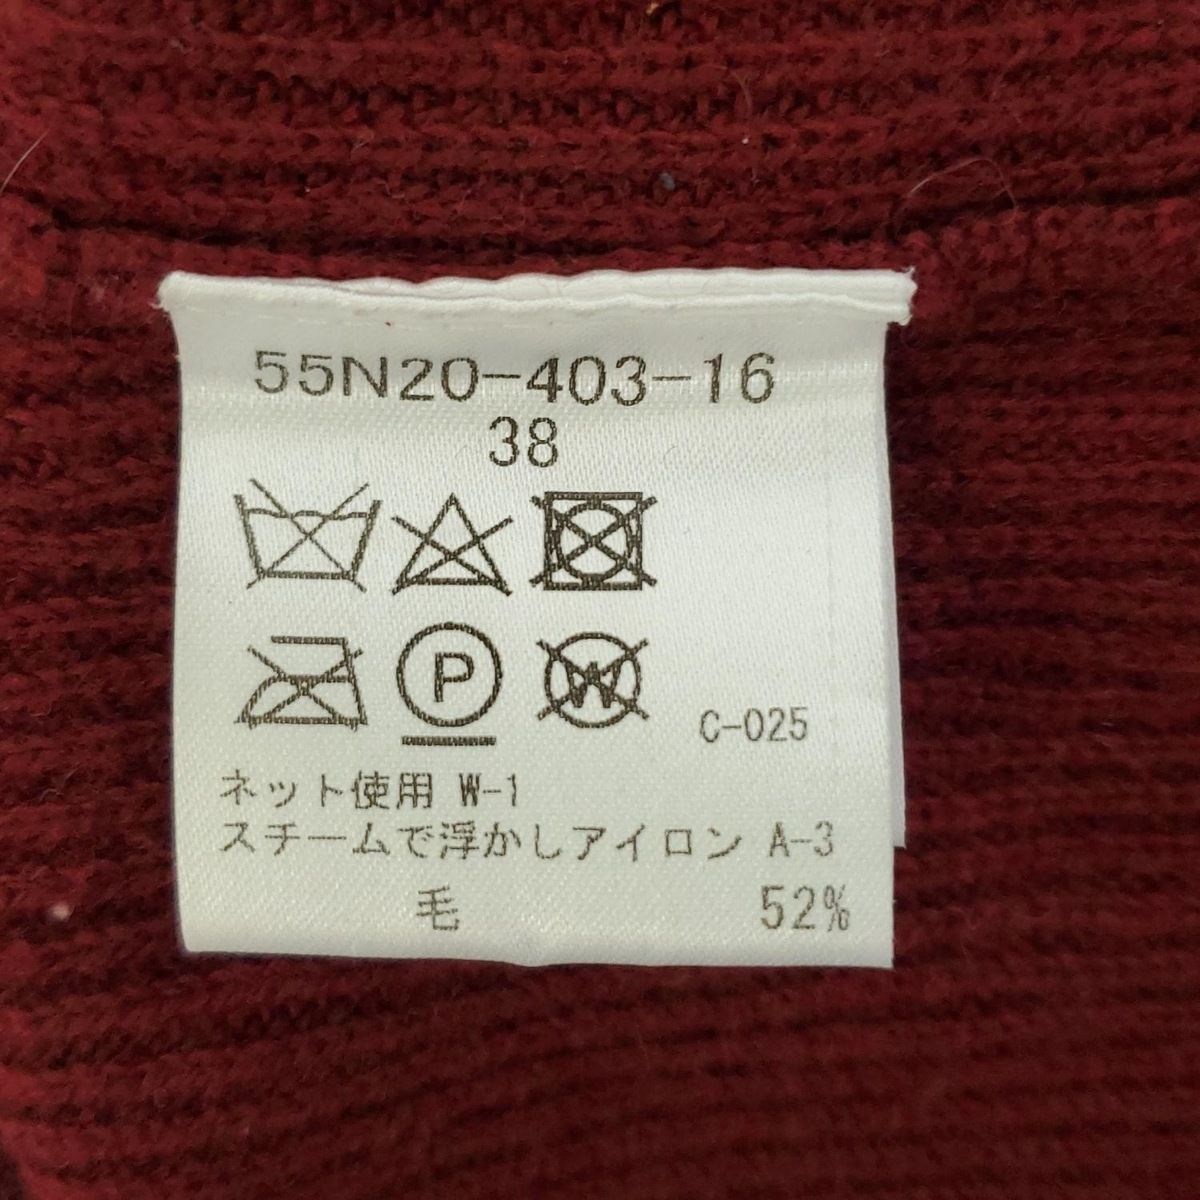 55N20-403-16
38
P
W
C-025
ネット使用 W-1
スチームで浮かしアイロン A-3
毛 52%